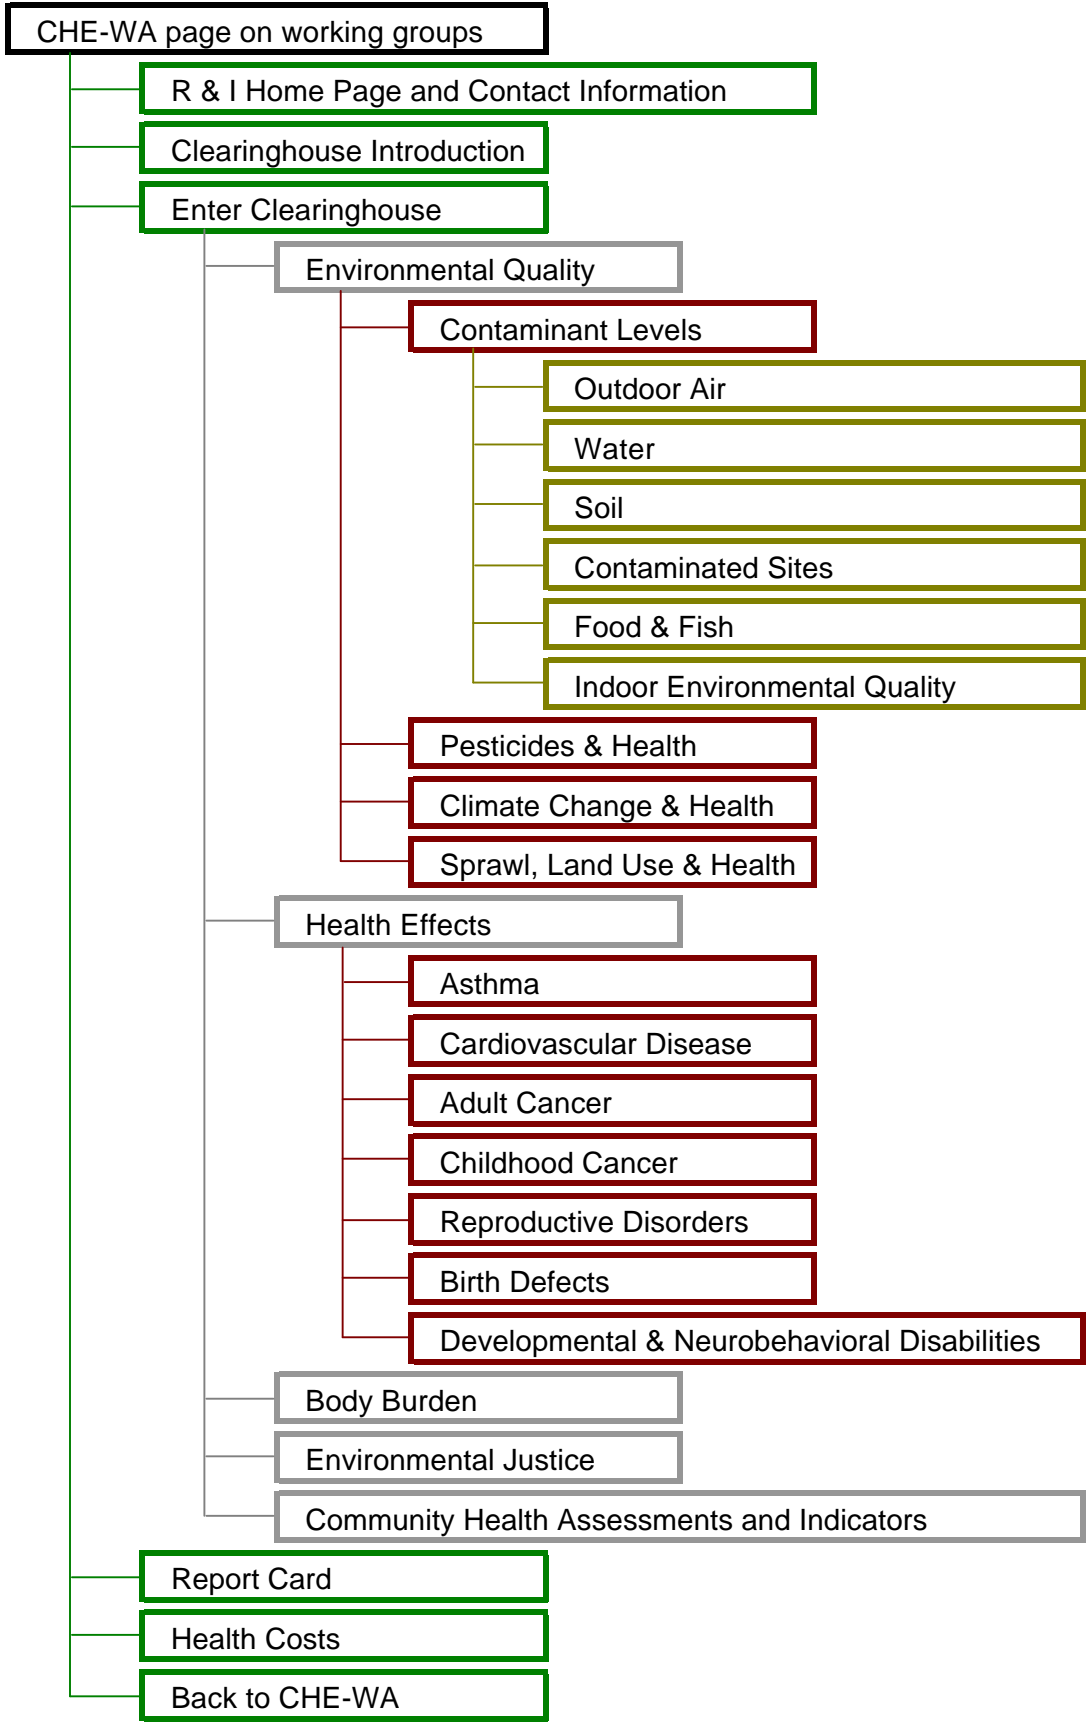 CHE-WA page on working groups
R & I Home Page and Contact Information
Clearinghouse Introduction
Enter Clearinghouse
Environmental Quality
Contaminant Levels
Outdoor Air
Water
Soil
Contaminated Sites
Food & Fish
Indoor Environmental Quality
Pesticides & Health
Climate Change & Health
Sprawl, Land Use & Health
Health Effects
Asthma
Cardiovascular Disease
Adult Cancer
Childhood Cancer
Reproductive Disorders
Birth Defects
Developmental & Neurobehavioral Disabilities
Body Burden
Environmental Justice
Community Health Assessments and Indicators
Report Card
Health Costs
Back to CHE-WA